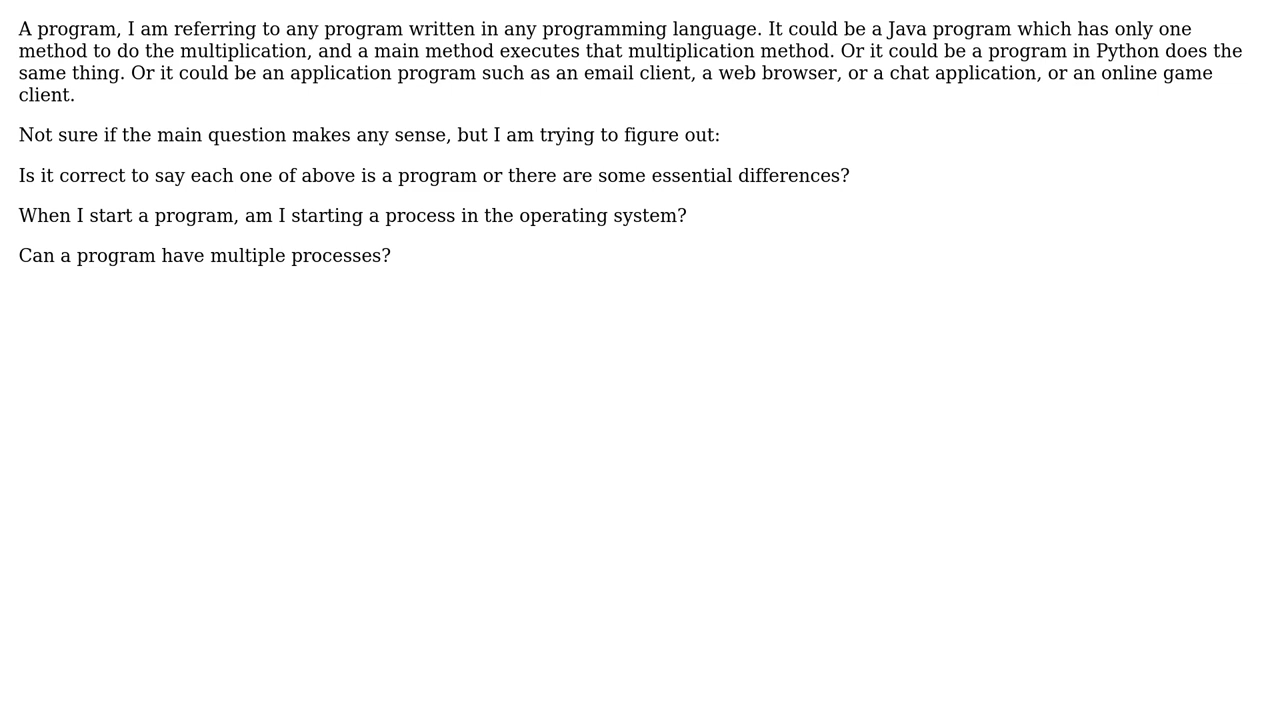 A program, I am referring to any program written in any programming language. It could be a Java program which has only one
method to do the multiplication, and a main method executes that multiplication method. Or it could be a program in Python does the
same thing. Or it could be an application program such as an email client, a web browser, or a chat application, or an online game
client.
Not sure if the main question makes any sense, but I am trying to figure out:
Is it correct to say each one of above is a program or there are some essential differences?
When I start a program, am I starting a process in the operating system?
Can a program have multiple processes?